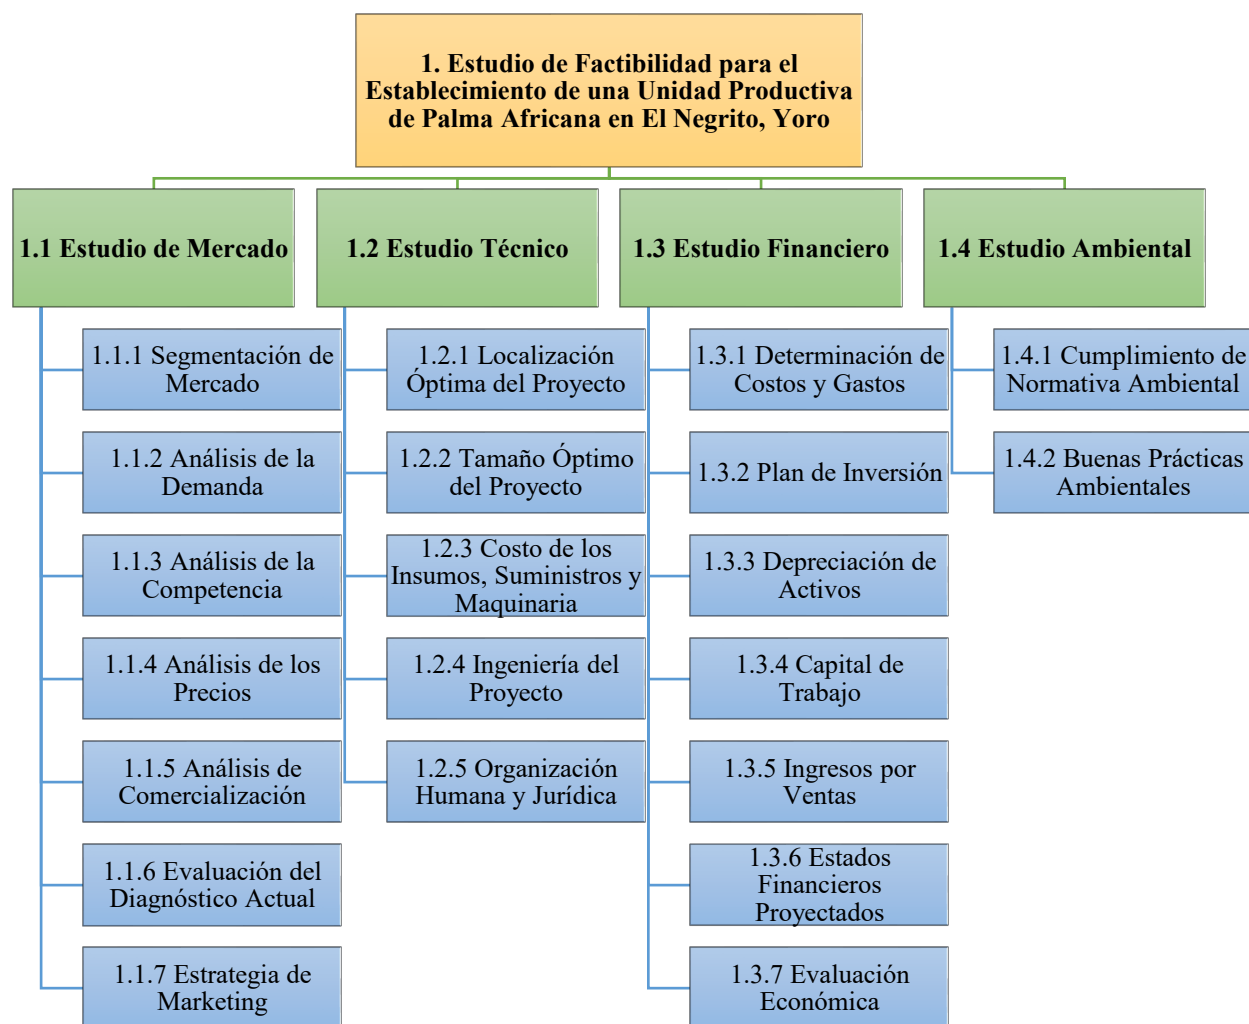 1. Estudio de Factibilidad para el
Establecimiento de una Unidad Productiva
de Palma Africana en El Negrito, Yoro
1.1 Estudio de Mercado
1.1.1 Segmentación de
Mercado
1.1.2 Análisis de la
Demanda
1.1.3 Análisis de la
Competencia
1.1.4 Análisis de los
Precios
1.1.5 Análisis de
Comercialización
1.1.6 Evaluación del
Diagnóstico Actual
1.1.7 Estrategia de
Marketing
1.2 Estudio Técnico
1.2.1 Localización
Óptima del Proyecto
1.2.2 Tamaño Óptimo
del Proyecto
1.2.3 Costo de los
Insumos, Suministros y
Maquinaria
1.2.4 Ingeniería del
Proyecto
1.2.5 Organización
Humana y Jurídica
1.3 Estudio Financiero
1.3.1 Determinación de
Costos y Gastos
1.3.2 Plan de Inversión
1.3.3 Depreciación de
Activos
1.3.4 Capital de
Trabajo
1.3.5 Ingresos por
Ventas
1.3.6 Estados
Financieros
Proyectados
1.3.7 Evaluación
Económica
1.4 Estudio Ambiental
1.4.1 Cumplimiento de
Normativa Ambiental
1.4.2 Buenas Prácticas
Ambientales